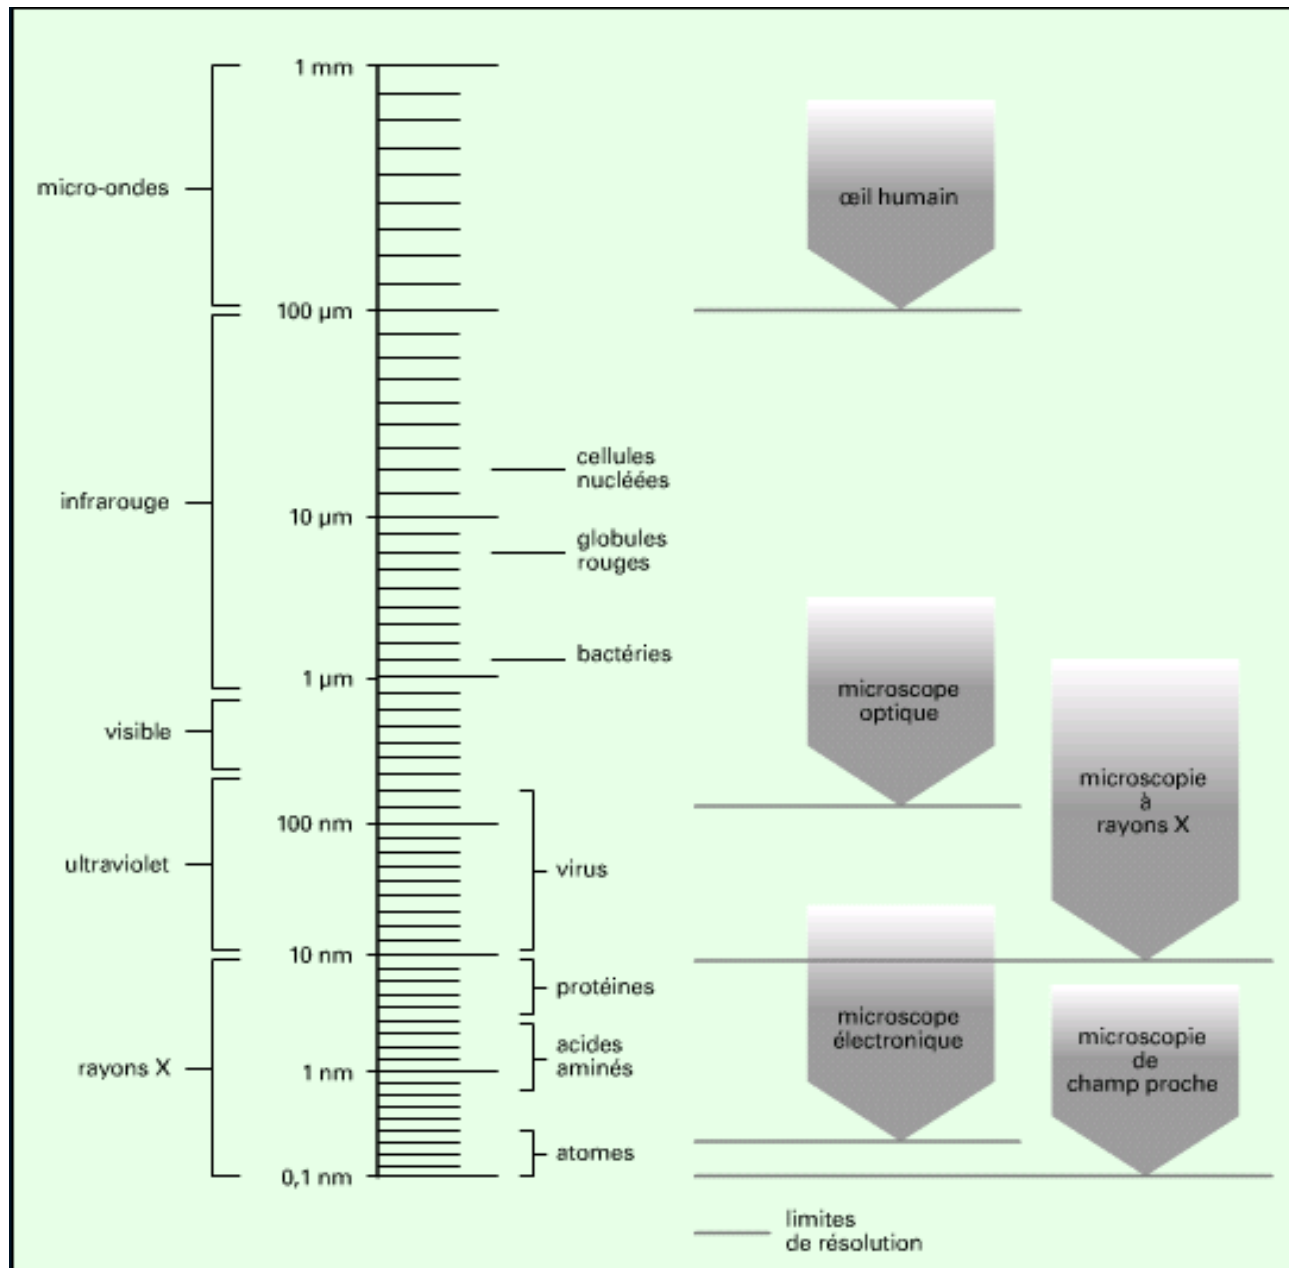 1 mm
micro-ondes
œil humain
100 µm
cellules
nucléées
infrarouge
10 µm
globules
rouges
bactéries
1 µm
microscope
optique
visible
microscopie
à
rayons X
100 nm
ultraviolet
virus
10 nm
protéines
microscope
électronique
acides
aminés
microscopie
de
champ proche
rayons X
1 nm
atomes
0,1 nm
limites
de résolution